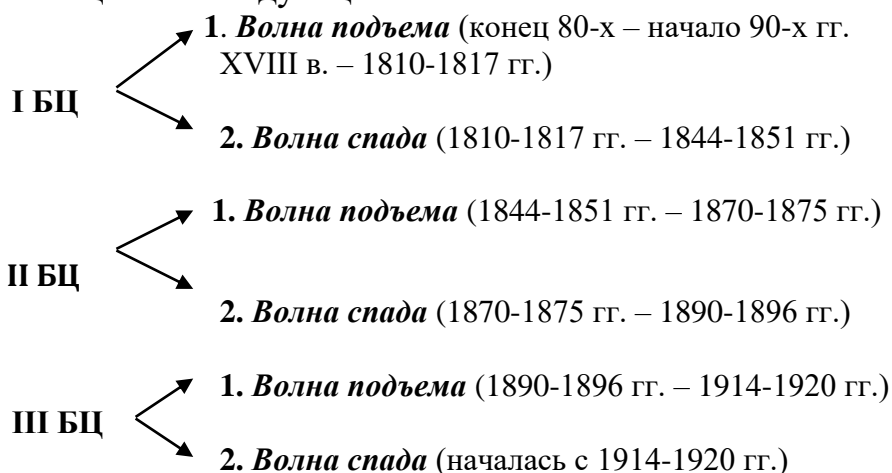 1. Волна подъема (конец 80-х – начало 90-х гг.
XVIII в. – 1810-1817 гг.)
I БЦ
2. Волна спада (1810-1817 гг. – 1844-1851 гг.)
1. Волна подъема (1844-1851 гг. – 1870-1875 гг.)
II БЦ
2. Волна спада (1870-1875 гг. – 1890-1896 гг.)
1. Волна подъема (1890-1896 гг. – 1914-1920 гг.)
III БЦ
2. Волна спада (началась с 1914-1920 гг.)